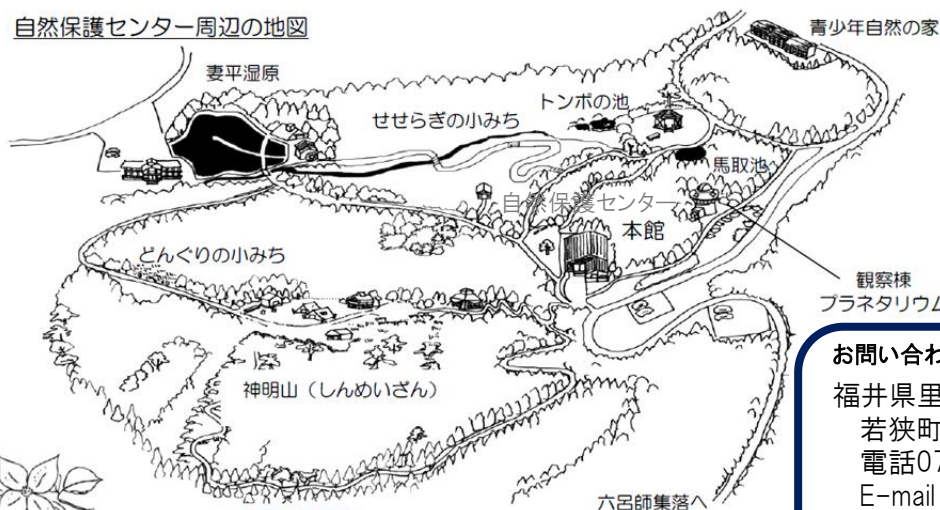 自然保護センター周辺の地図
青少年自然の家
妻平湿原
トンボの池
せせらぎの小みち
馬取池
自然保護センター
本館
どんぐりの小みち
観察棟
プラネタリウム
神明山（しんめいざん）
六呂師集落へ
お問い合わ
福井県里
若狭町
電話07
E-mail